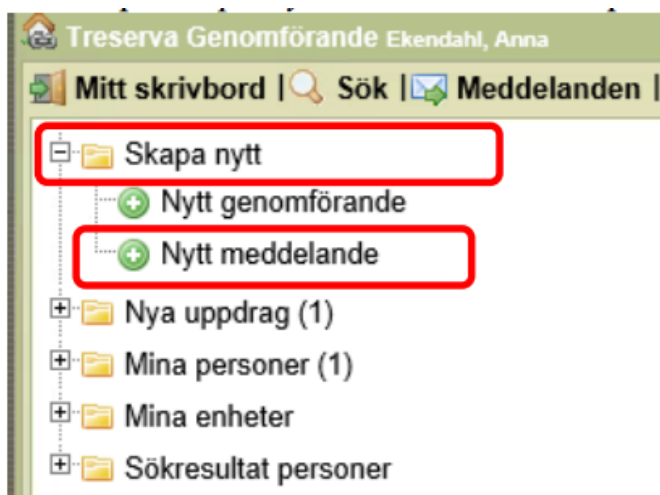 Treserva Genomförande Ekendahl, Anna
Mitt skrivbord | Sök | Meddelanden |
Skapa nytt
Nytt genomförande
Nytt meddelande
Nya uppdrag (1)
Mina personer (1)
Mina enheter
Sökresultat personer